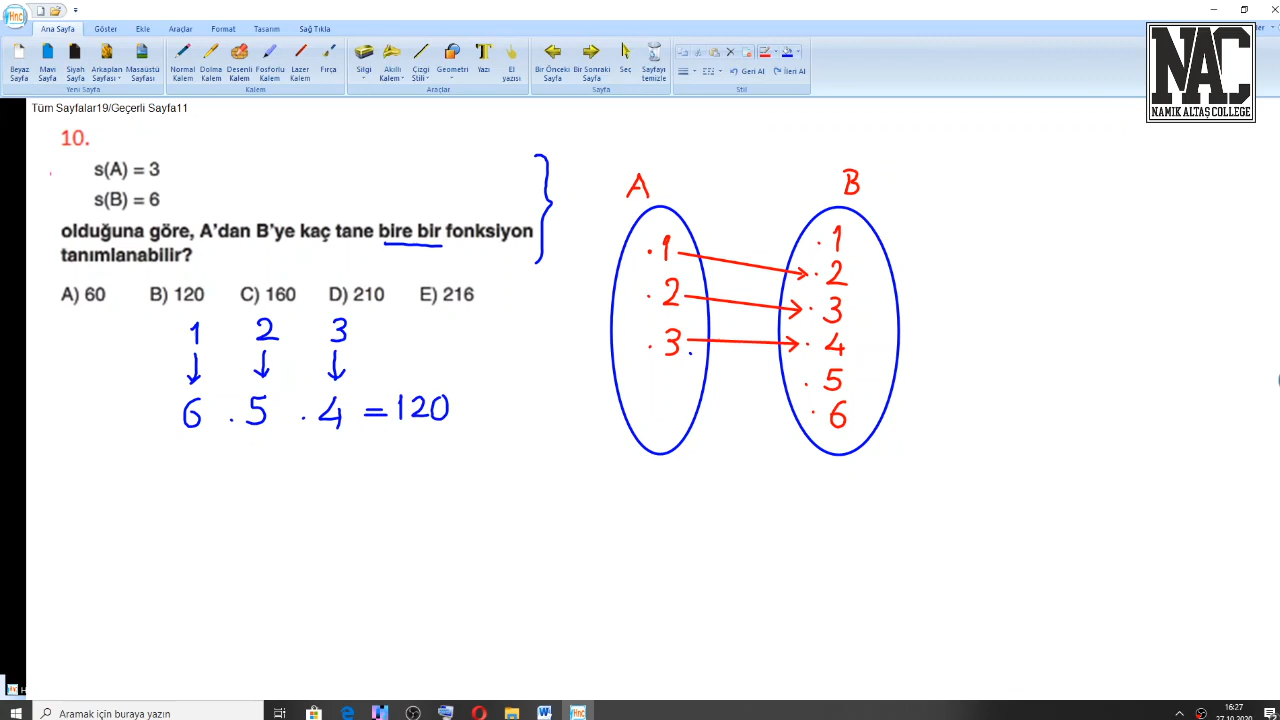 Ana Sayfa Göster Ekle Araçlar Format Tasarım Sağ Tıkla
Beyaz Sayfa Mavi Sayfa Siyah Sayfa Arkaplan Sayfası Masaüstü Sayfası
Normal Kalem Dolma Kalem Desenli Kalem Fosforlu Kalem Lazer Kalem Fırça
Silgi Akıllı Kalem Çizgi Stili Geometri Yazı El yazısı
Bir Önceki Sayfa Bir Sonraki Sayfa Seç Sayfayı temizle
Geri Al İleri Al
Yeni Sayfa Kalem Araçlar Sayfa Stil
NAC
NAMIK ALTAŞ COLLEGE
Tüm Sayfalar19/Geçerli Sayfa11
10.
s(A) = 3
s(B) = 6
olduğuna göre, A'dan B'ye kaç tane bire bir fonksiyon
tanımlanabilir?
A) 60 B) 120 C) 160 D) 210 E) 216
1 2 3
6 . 5 . 4 = 120
A B
.1 .1
.2 .2
.3 .3
.4
.5
.6
Aramak için buraya yazın
16:27
27.10.2020